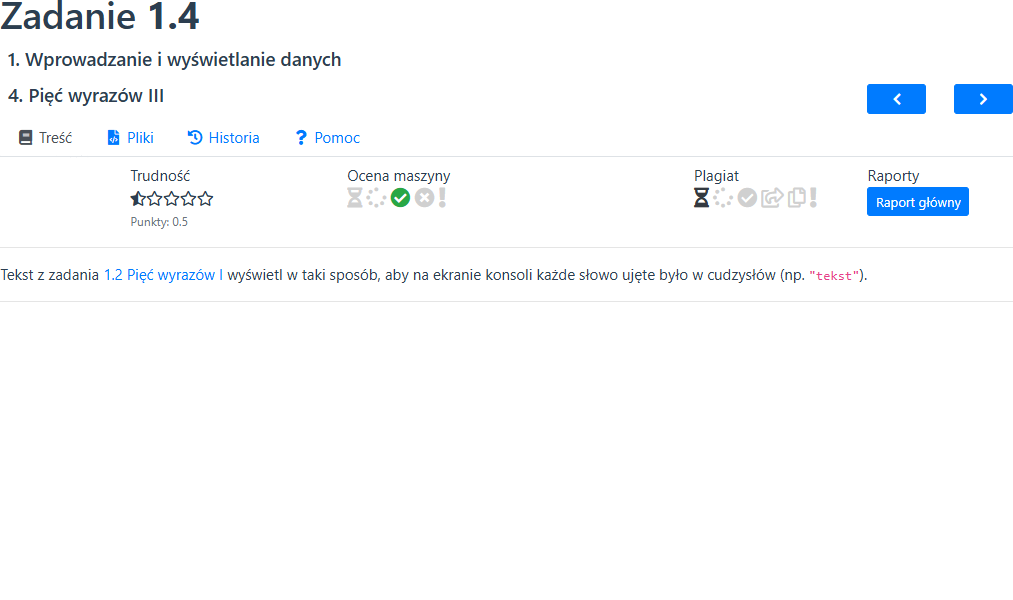 Zadanie 1.4
1. Wprowadzanie i wyświetlanie danych
4. Pięć wyrazów III
Treść Pliki Historia Pomoc
Trudność Ocena maszyny Plagiat Raporty
Raport główny
Punkty: 0.5
Tekst z zadania 1.2 Pięć wyrazów I wyświetl w taki sposób, aby na ekranie konsoli każde słowo ujęte było w cudzysłów (np. "tekst").